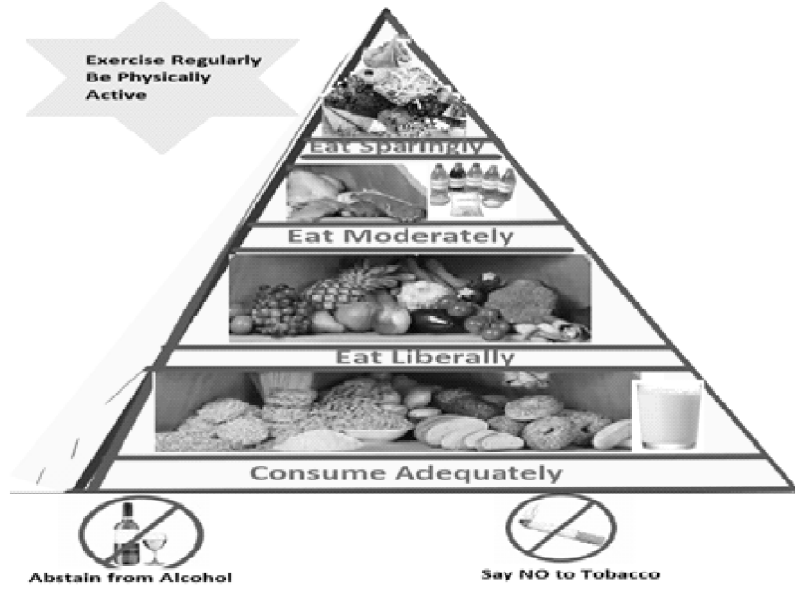 Exercise Regularly
Be Physically
Active
Eat Sparingly
Eat Moderately
Eat Liberally
Consume Adequately
Abstain from Alcohol
Say NO to Tobacco